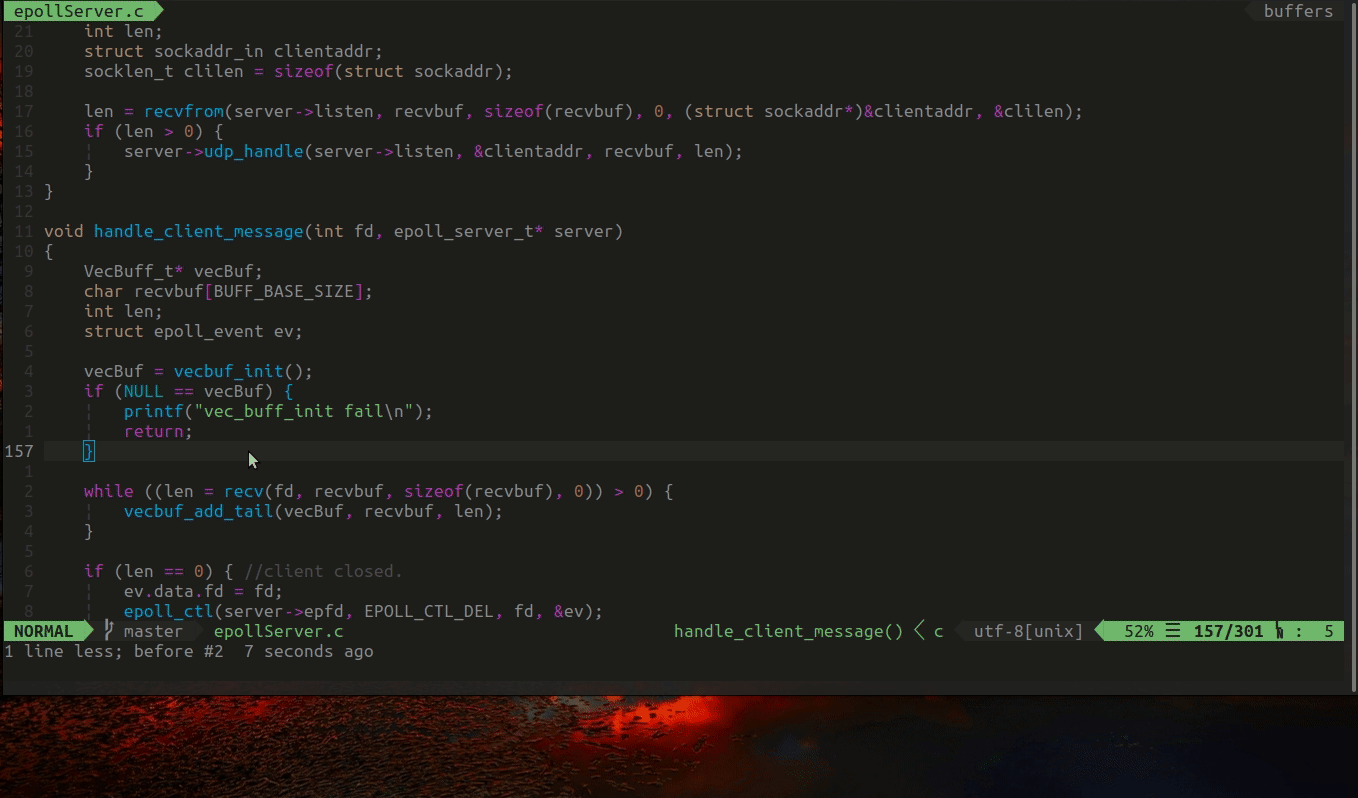 epollServer.c buffers
21 int len;
20 struct sockaddr_in clientaddr;
19 socklen_t clilen = sizeof(struct sockaddr);
18
17 len = recvfrom(server->listen, recvbuf, sizeof(recvbuf), 0, (struct sockaddr*)&clientaddr, &clilen);
16 if (len > 0) {
15 server->udp_handle(server->listen, &clientaddr, recvbuf, len);
14 }
13 }
12
11 void handle_client_message(int fd, epoll_server_t* server)
10 {
9 VecBuff_t* vecBuf;
8 char recvbuf[BUFF_BASE_SIZE];
7 int len;
6 struct epoll_event ev;
5
4 vecBuf = vecbuf_init();
3 if (NULL == vecBuf) {
2 printf("vec_buff_init fail\n");
1 return;
157 }
1
2 while ((len = recv(fd, recvbuf, sizeof(recvbuf), 0)) > 0) {
3 vecbuf_add_tail(vecBuf, recvbuf, len);
4 }
5
6 if (len == 0) { //client closed.
7 ev.data.fd = fd;
8 epoll_ctl(server->epfd, EPOLL_CTL_DEL, fd, &ev);
NORMAL master epollServer.c handle_client_message() < c utf-8[unix] 52% ☰ 157/301 : 5
1 line less; before #2 7 seconds ago